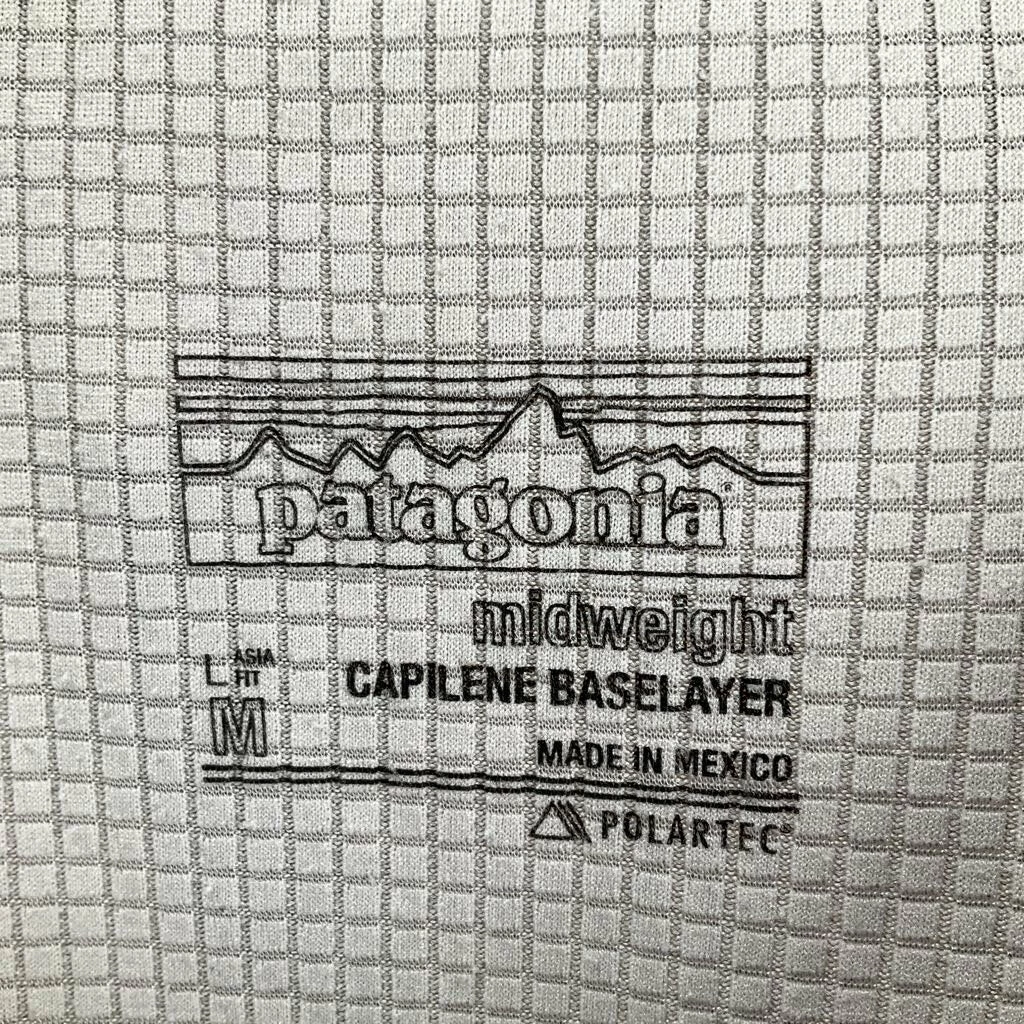 patagonia®
midweight
L ASIA FIT
CAPILENE BASELAYER
M
MADE IN MEXICO
POLARTEC®